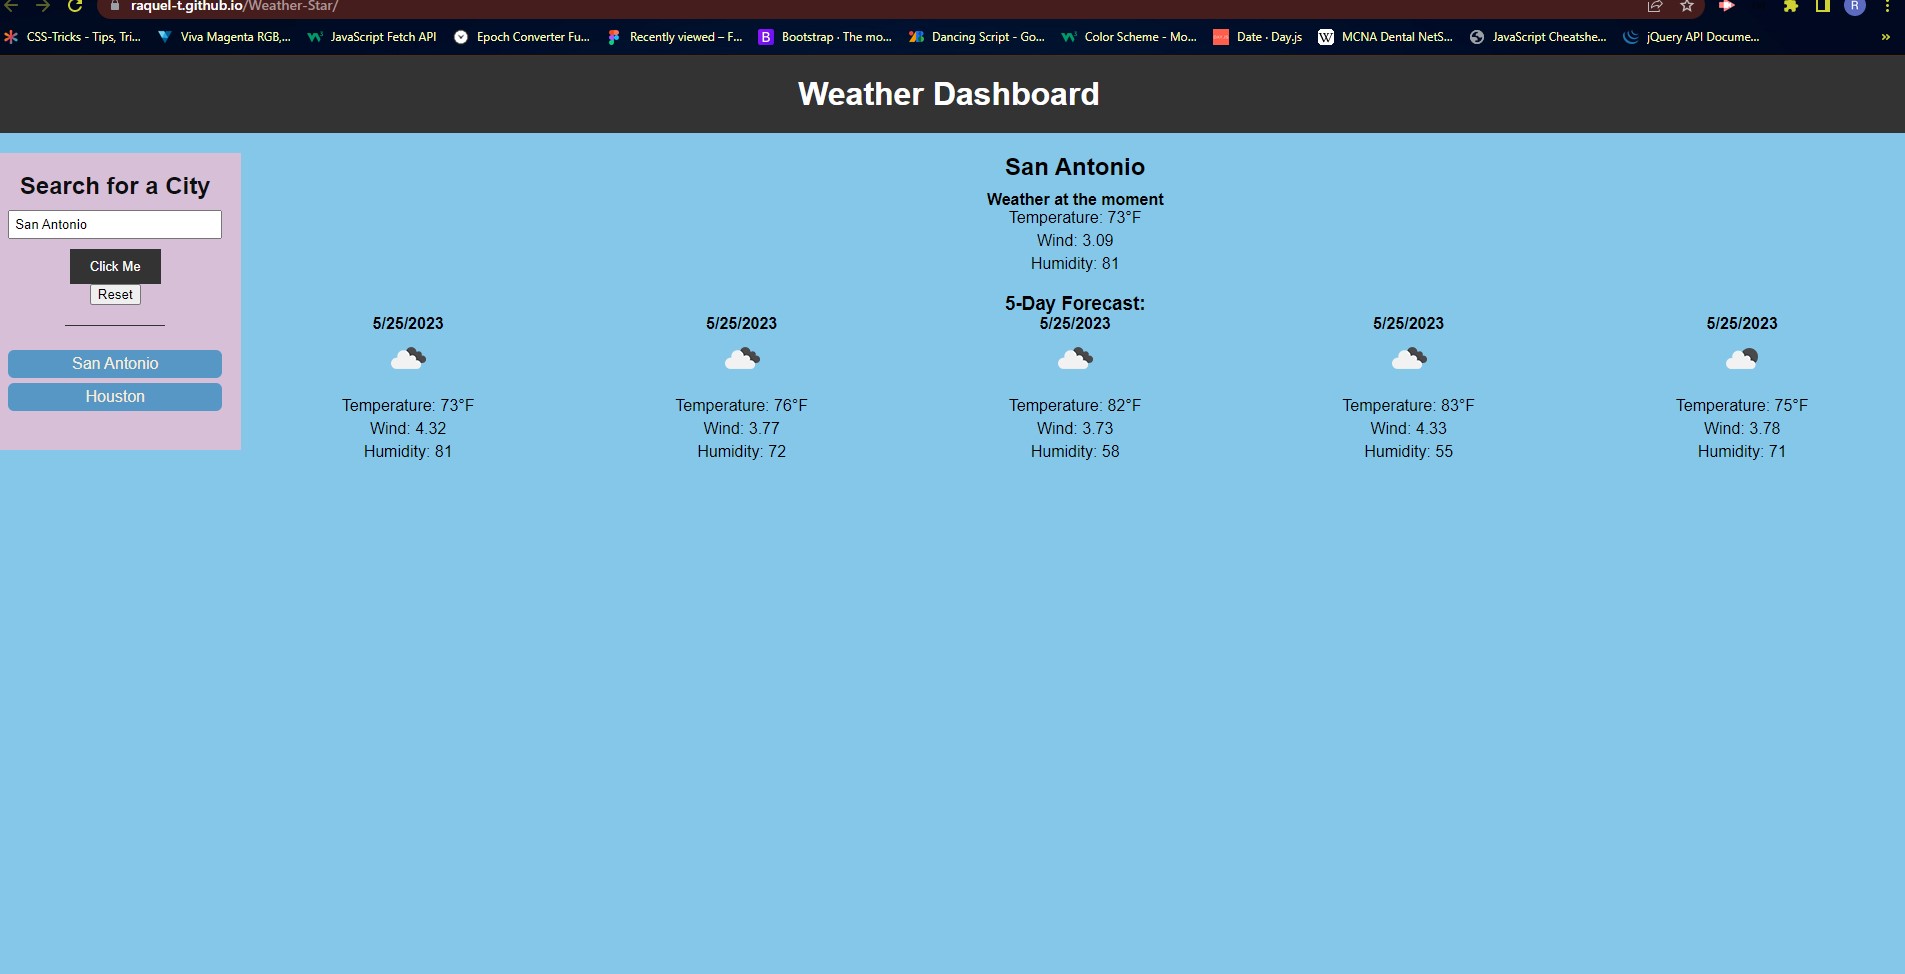 raquel-t.github.io/Weather-Star/
R
CSS-Tricks - Tips, Tri... Viva Magenta RGB,... JavaScript Fetch API Epoch Converter Fu... Recently viewed – F... B Bootstrap · The mo... Dancing Script - Go... Color Scheme - Mo... Date · Day.js W MCNA Dental NetS... JavaScript Cheatshe... jQuery API Docume... »
Weather Dashboard
Search for a City
San Antonio
Click Me
Reset
San Antonio
Houston
San Antonio
Weather at the moment
Temperature: 73°F
Wind: 3.09
Humidity: 81
5-Day Forecast:
5/25/2023 5/25/2023 5/25/2023 5/25/2023 5/25/2023
Temperature: 73°F Temperature: 76°F Temperature: 82°F Temperature: 83°F Temperature: 75°F
Wind: 4.32 Wind: 3.77 Wind: 3.73 Wind: 4.33 Wind: 3.78
Humidity: 81 Humidity: 72 Humidity: 58 Humidity: 55 Humidity: 71